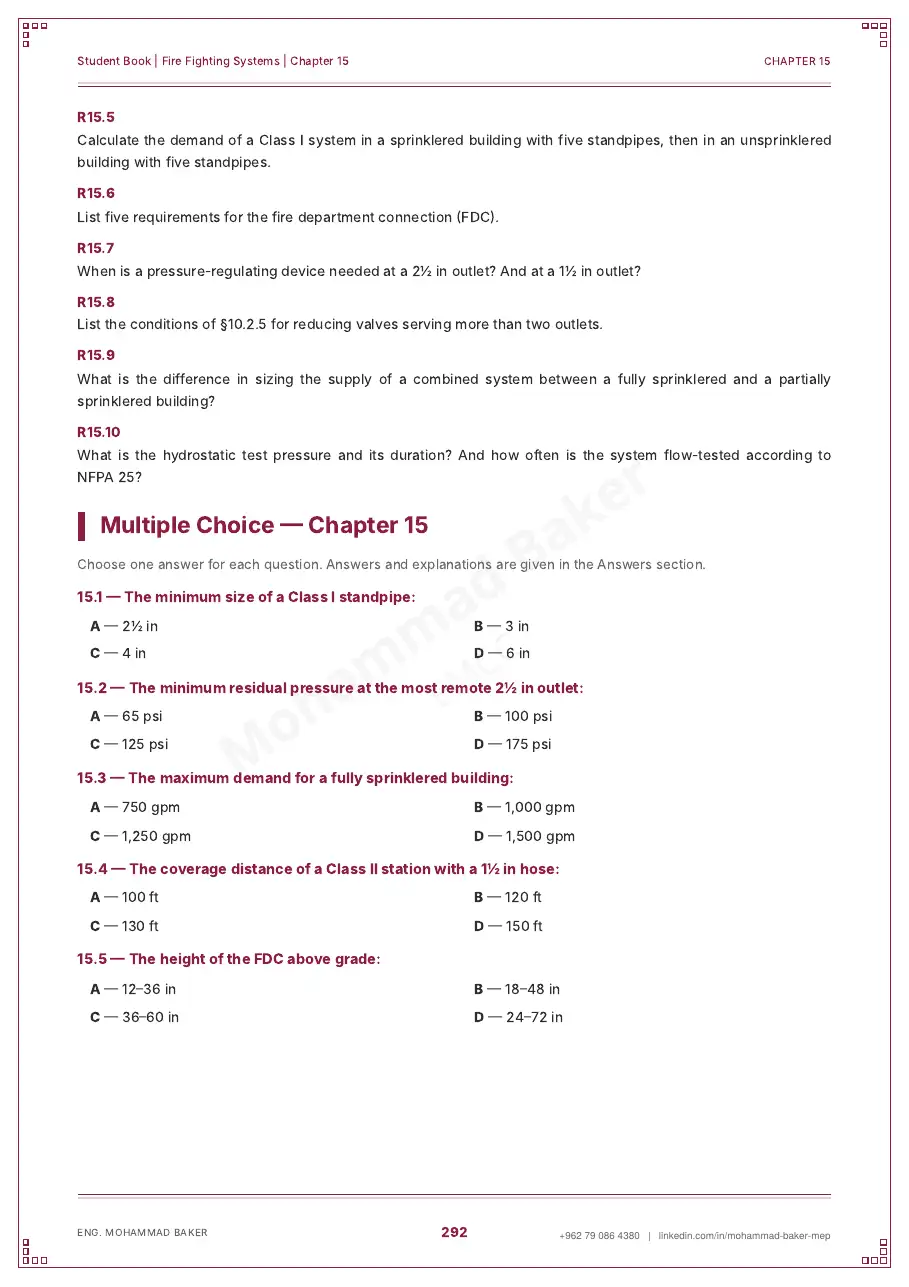 Student Book | Fire Fighting Systems | Chapter 15
CHAPTER 15
R15.5
Calculate the demand of a Class I system in a sprinklered building with five standpipes, then in an unsprinklered
building with five standpipes.
R15.6
List five requirements for the fire department connection (FDC).
R15.7
When is a pressure-regulating device needed at a 2½ in outlet? And at a 1½ in outlet?
R15.8
List the conditions of §10.2.5 for reducing valves serving more than two outlets.
R15.9
What is the difference in sizing the supply of a combined system between a fully sprinklered and a partially
sprinklered building?
R15.10
What is the hydrostatic test pressure and its duration? And how often is the system flow-tested according to
NFPA 25?
Multiple Choice — Chapter 15
Choose one answer for each question. Answers and explanations are given in the Answers section.
15.1 — The minimum size of a Class I standpipe:
A — 2½ in
B — 3 in
C — 4 in
D — 6 in
15.2 — The minimum residual pressure at the most remote 2½ in outlet:
A — 65 psi
B — 100 psi
C — 125 psi
D — 175 psi
15.3 — The maximum demand for a fully sprinklered building:
A — 750 gpm
B — 1,000 gpm
C — 1,250 gpm
D — 1,500 gpm
15.4 — The coverage distance of a Class II station with a 1½ in hose:
A — 100 ft
B — 120 ft
C — 130 ft
D — 150 ft
15.5 — The height of the FDC above grade:
A — 12–36 in
B — 18–48 in
C — 36–60 in
D — 24–72 in
Mohammad Baker
ENG. MOHAMMAD BAKER
292
+962 79 086 4380 | linkedin.com/in/mohammad-baker-mep